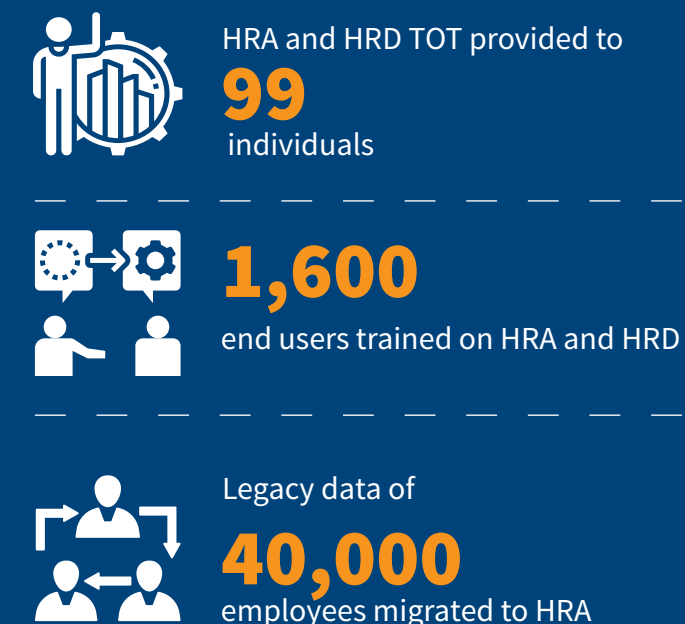 HRA and HRD TOT provided to
99
individuals
1,600
end users trained on HRA and HRD
Legacy data of
40,000
employees migrated to HRA